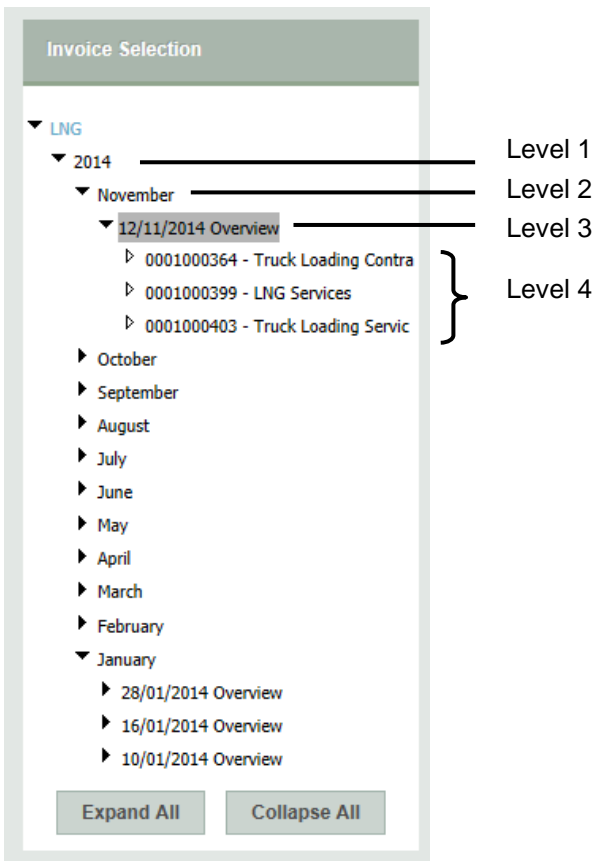 Invoice Selection
LNG
2014
Level 1
November
Level 2
12/11/2014 Overview
Level 3
0001000364 - Truck Loading Contra
0001000399 - LNG Services
Level 4
0001000403 - Truck Loading Servic
October
September
August
July
June
May
April
March
February
January
28/01/2014 Overview
16/01/2014 Overview
10/01/2014 Overview
Expand All
Collapse All